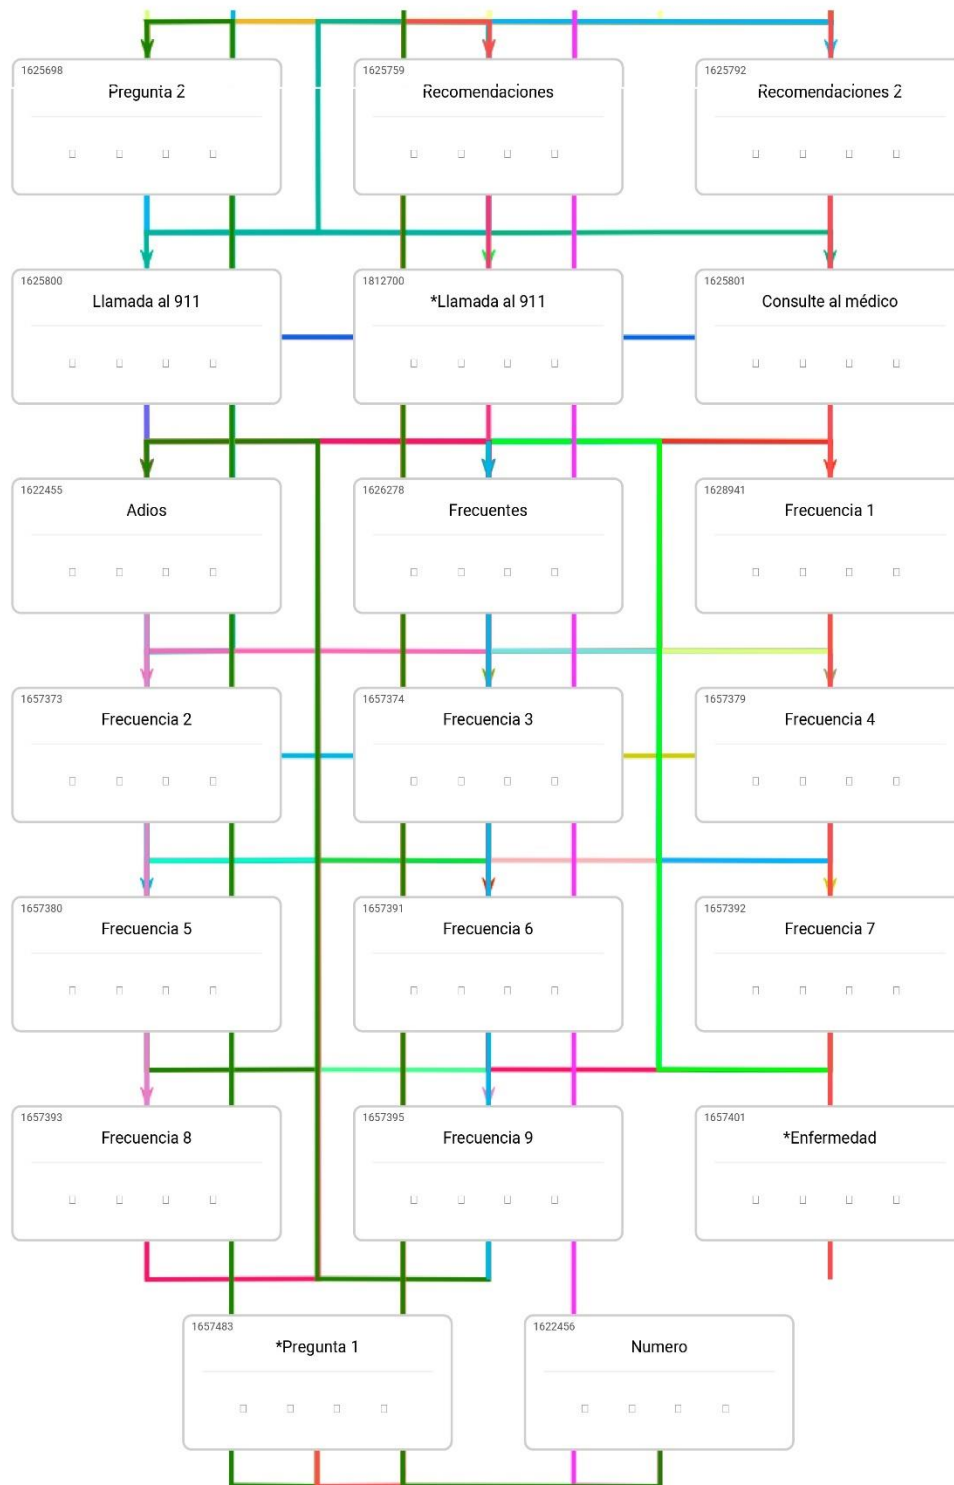 1625698
Pregunta 2
1625759
Recomendaciones
1625792
Recomendaciones 2
1625800
Llamada al 911
1812700
*Llamada al 911
1625801
Consulte al médico
1622455
Adios
1626278
Frecuentes
1628941
Frecuencia 1
1657373
Frecuencia 2
1657374
Frecuencia 3
1657379
Frecuencia 4
1657380
Frecuencia 5
1657391
Frecuencia 6
1657392
Frecuencia 7
1657393
Frecuencia 8
1657395
Frecuencia 9
1657401
*Enfermedad
1657483
*Pregunta 1
1622456
Numero